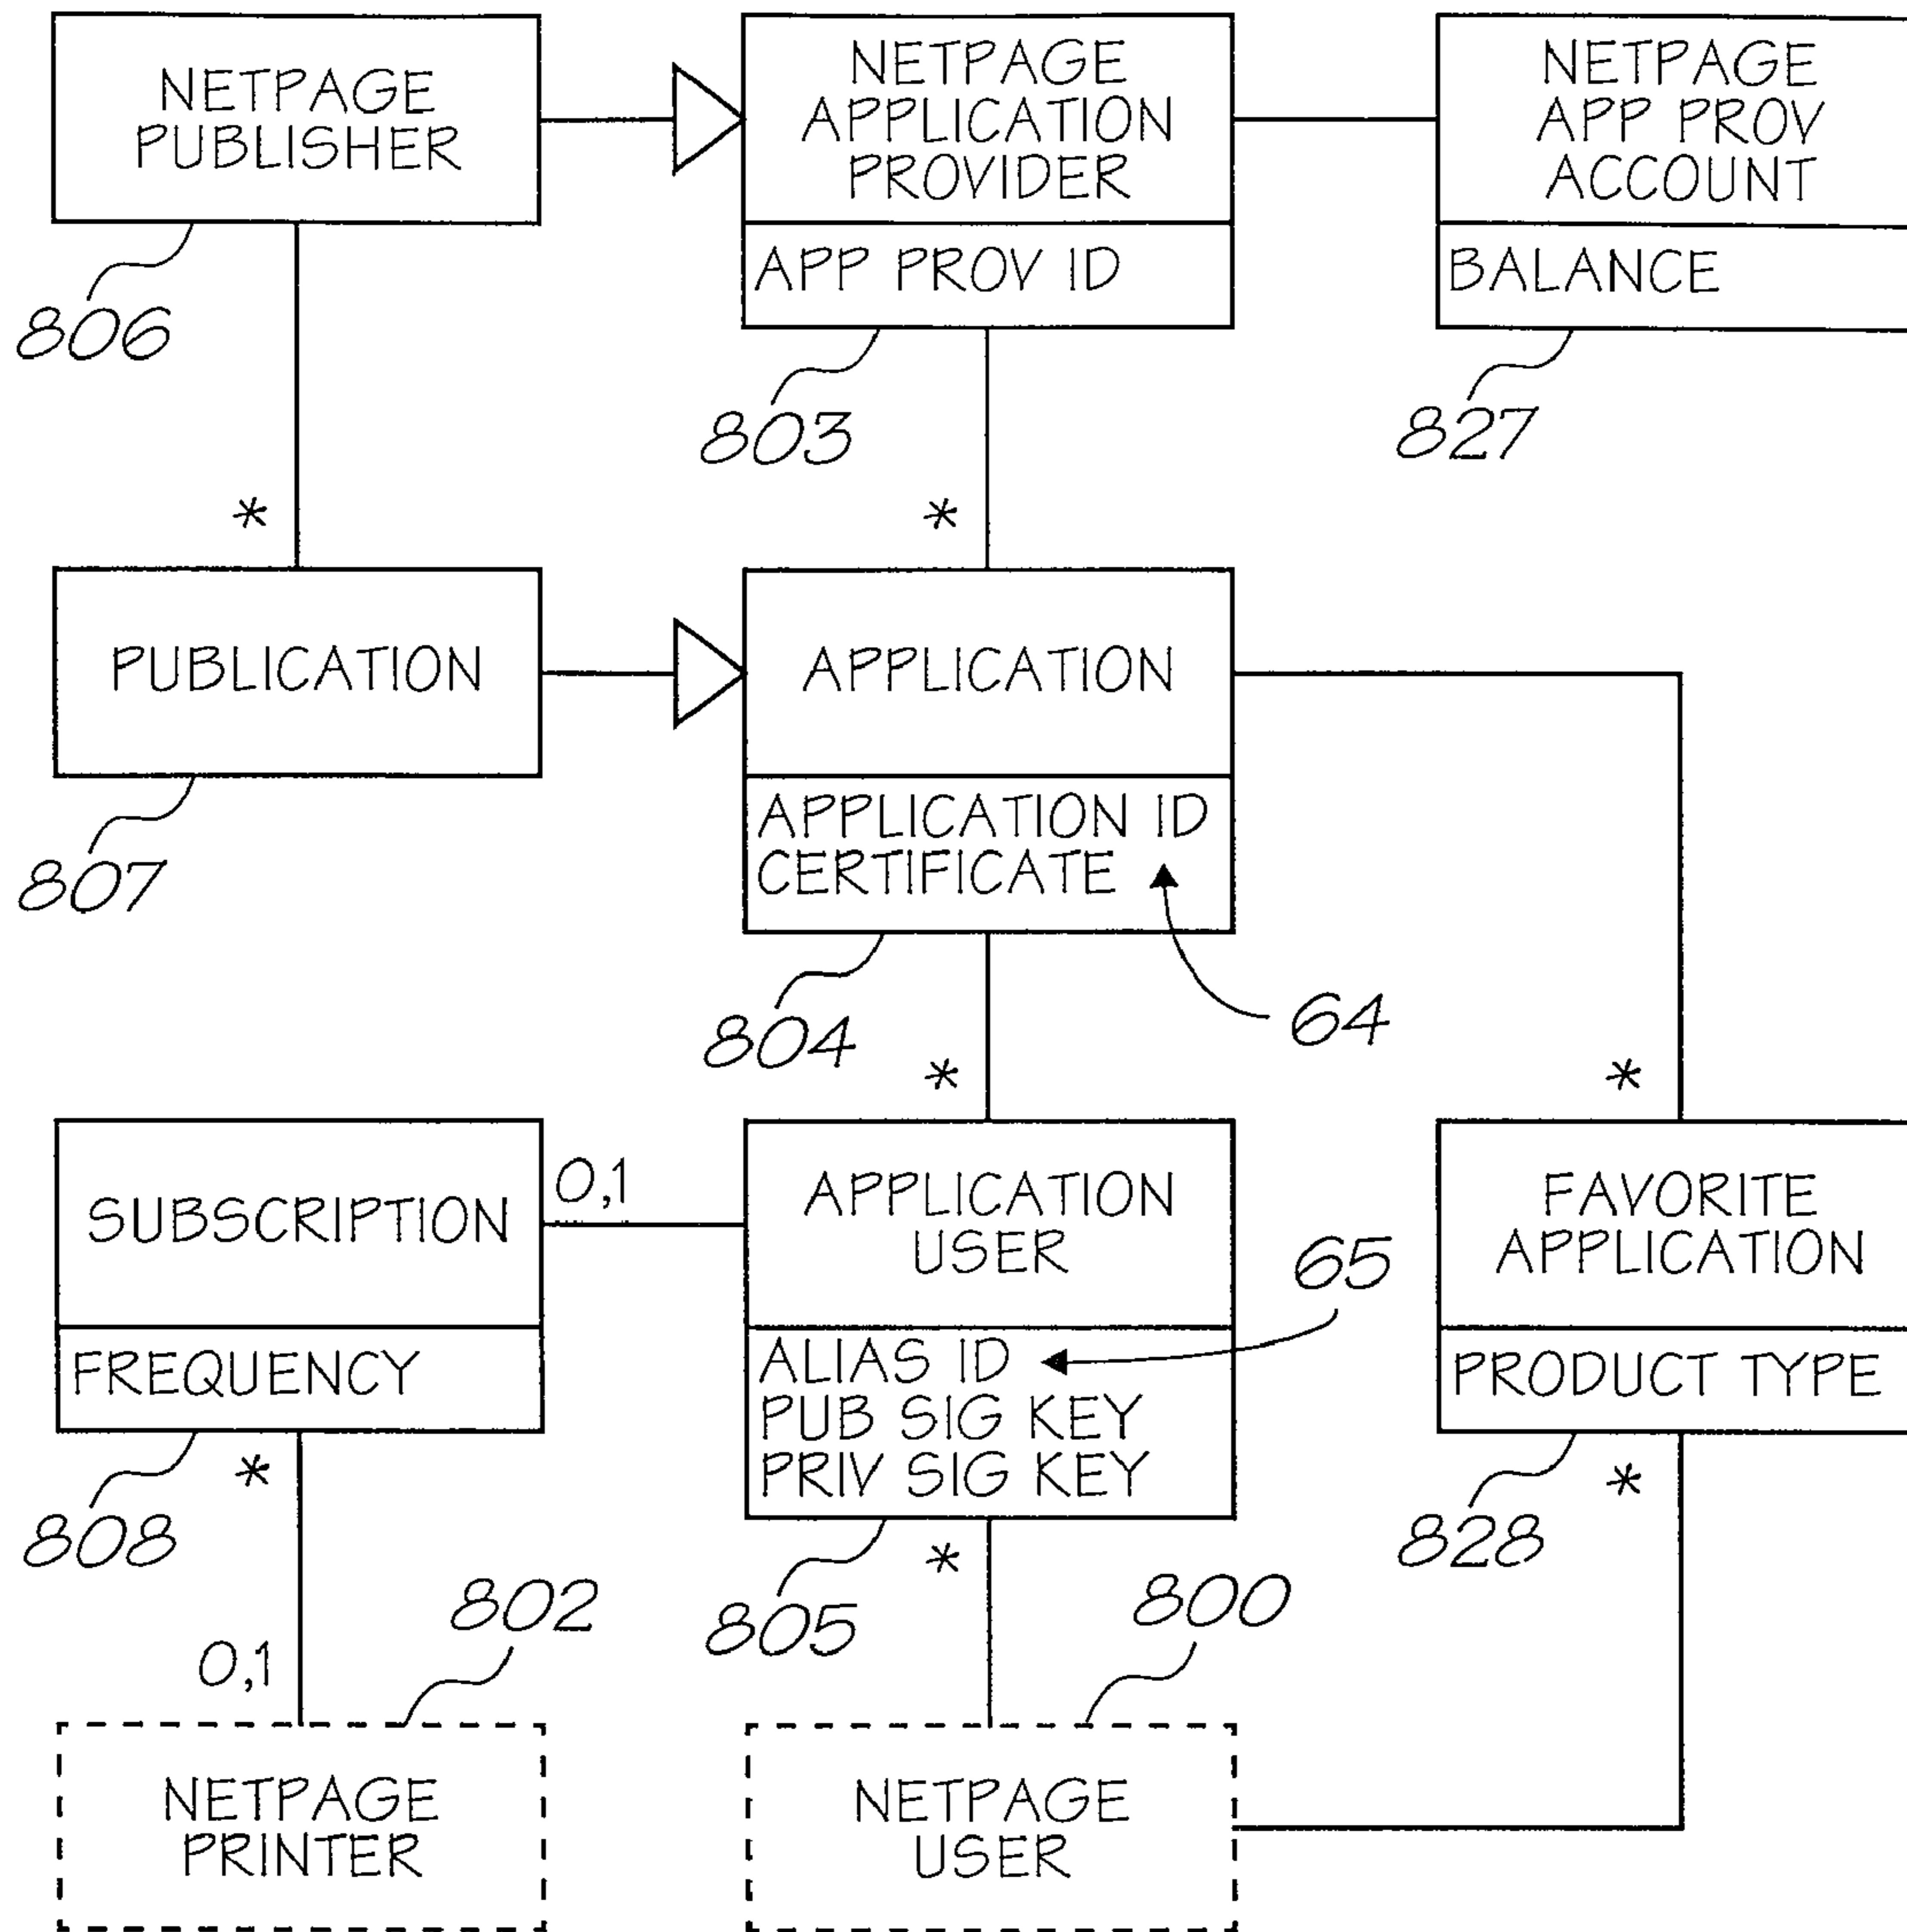 NETPAGE
PUBLISHER
806
NETPAGE
APPLICATION
PROVIDER
APP PROV ID
803
NETPAGE
APP PROV
ACCOUNT
BALANCE
827
*
*
PUBLICATION
807
APPLICATION
APPLICATION ID
CERTIFICATE
804
64
*
*
SUBSCRIPTION
FREQUENCY
808
0,1
APPLICATION
USER
ALIAS ID
PUB SIG KEY
PRIV SIG KEY
805
65
FAVORITE
APPLICATION
PRODUCT TYPE
828
*
*
*
802
800
0,1
NETPAGE
PRINTER
NETPAGE
USER